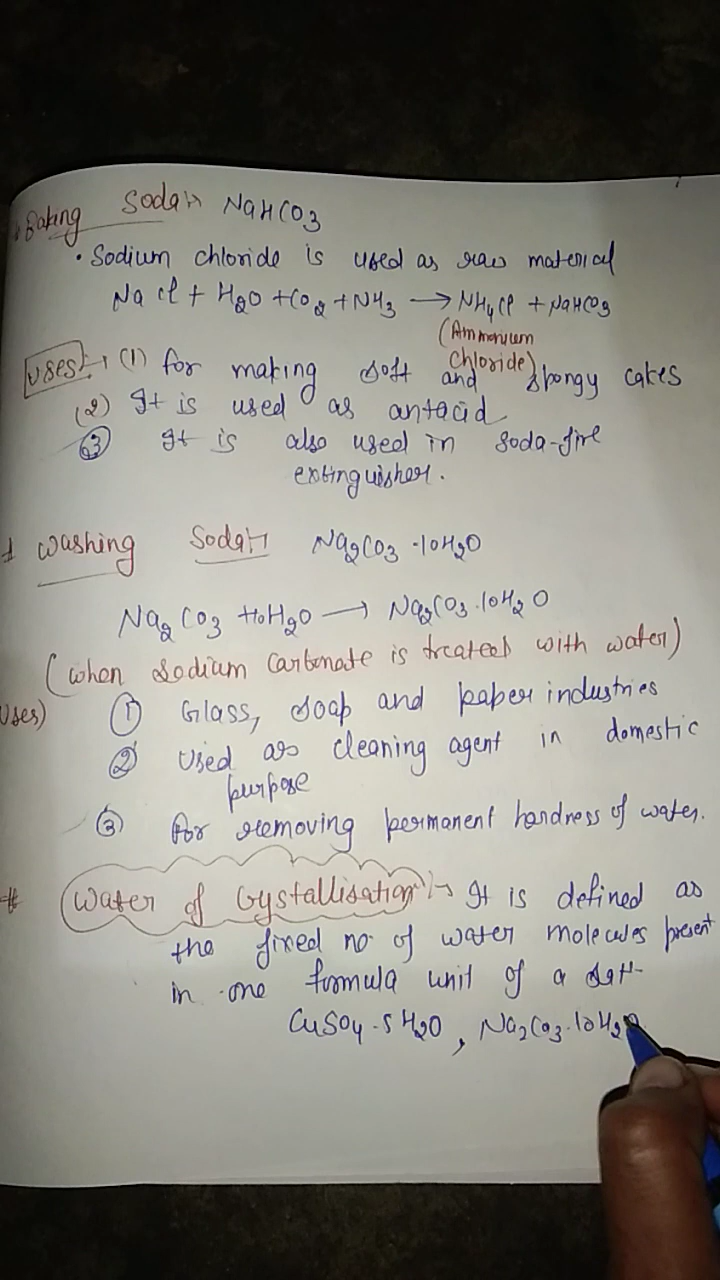 Baking Soda:- NaHCO3
• Sodium chloride is used as raw material
NaCl + H2O + CO2 + NH3 → NH4Cl + NaHCO3
(Ammonium
chloride)
Uses:- (1) for making soft and spongy cakes
(2) It is used as antacid
(3) It is also used in soda-fire
extinguisher.
# Washing Soda:- Na2CO3 . 10H2O
Na2CO3 + 10H2O → Na2CO3 . 10H2O
(when Sodium Carbonate is treated with water)
Uses) (1) Glass, soap and paper industries
(2) Used as cleaning agent in domestic
purpose
(3) for removing permanent hardness of water.
# Water of Crystallisation :- It is defined as
the fixed no. of water molecules present
in one formula unit of a salt-
CuSO4 . 5H2O , Na2CO3 . 10H2O